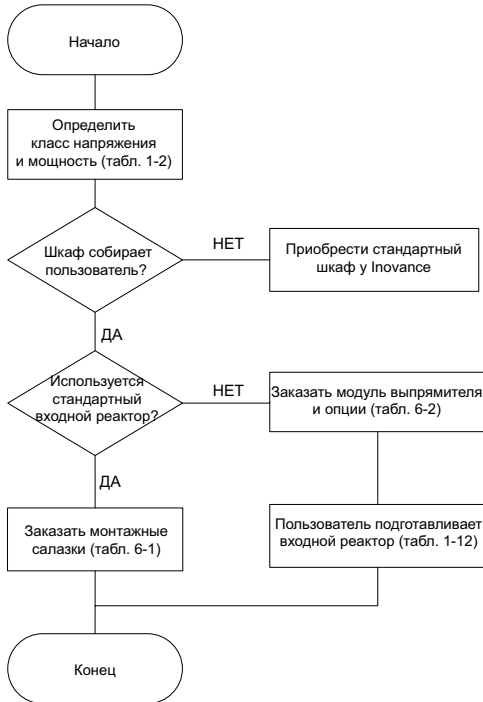 Начало
Определить
класс напряжения
и мощность (табл. 1-2)
Шкаф собирает
пользователь?
НЕТ
Приобрести стандартный
шкаф у Inovance
ДА
Используется
стандартный
входной реактор?
НЕТ
Заказать модуль выпрямителя
и опции (табл. 6-2)
ДА
Заказать монтажные
салазки (табл. 6-1)
Пользователь подготавливает
входной реактор (табл. 1-12)
Конец